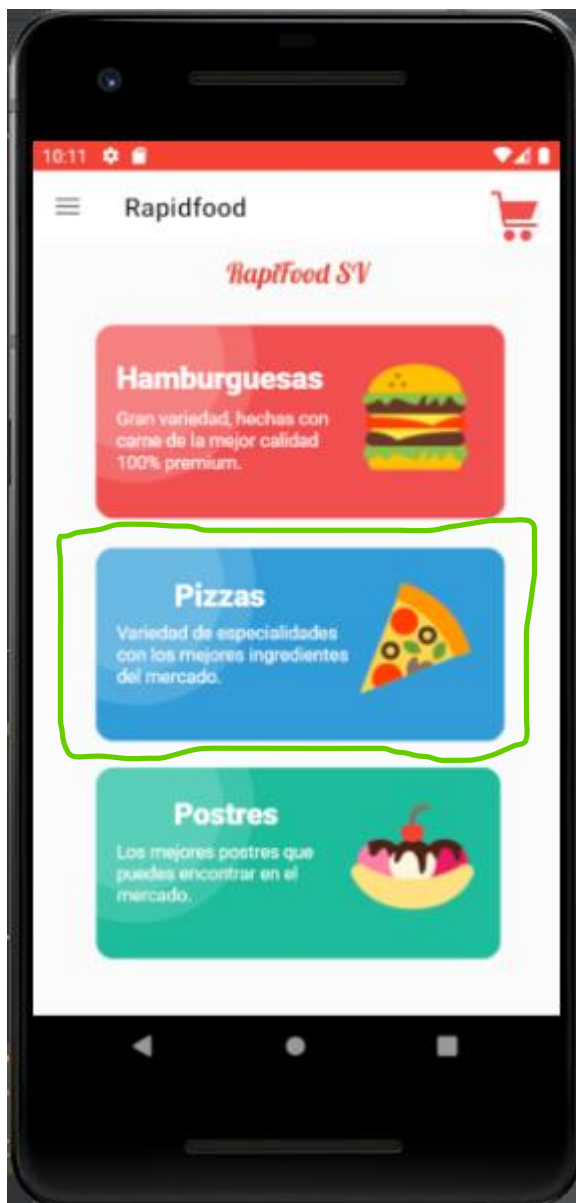 10:11
Rapidfood
RapiFood SV
Hamburguesas
Gran variedad, hechas con
carne de la mejor calidad
100% premium.
Pizzas
Variedad de especialidades
con los mejores ingredientes
del mercado.
Postres
Los mejores postres que
puedes encontrar en el
mercado.